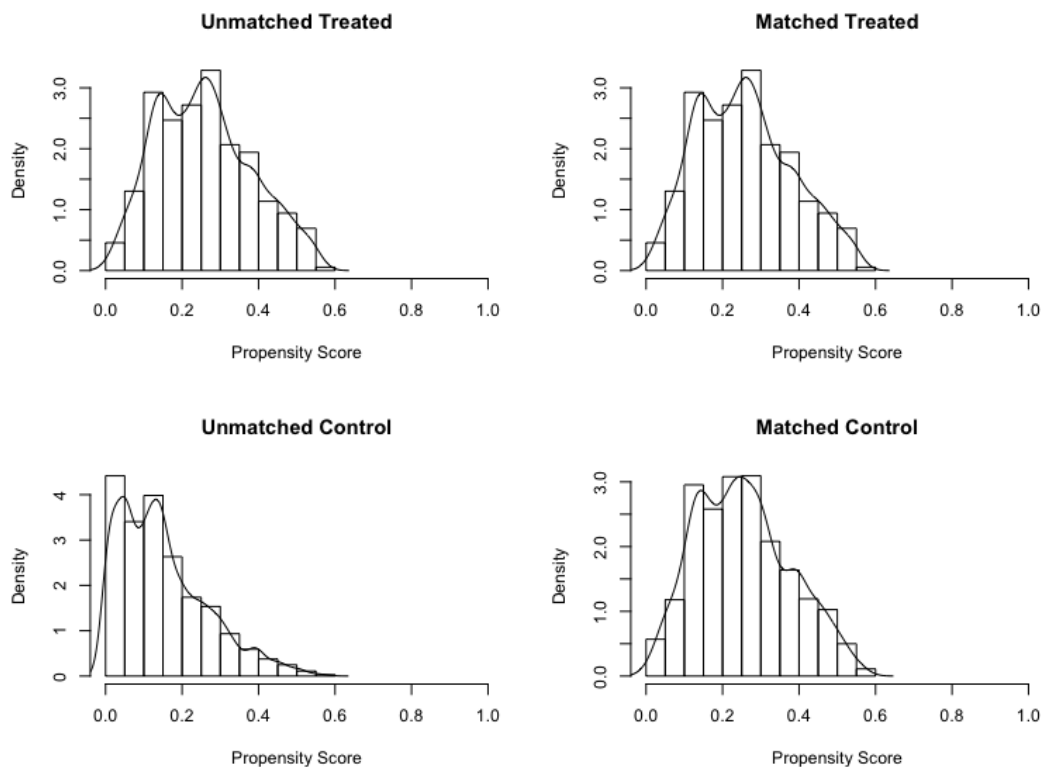 Unmatched Treated
Density
0.0 1.0 2.0 3.0
0.0 0.2 0.4 0.6 0.8 1.0
Propensity Score
Matched Treated
Density
0.0 1.0 2.0 3.0
0.0 0.2 0.4 0.6 0.8 1.0
Propensity Score
Unmatched Control
Density
0 1 2 3 4
0.0 0.2 0.4 0.6 0.8 1.0
Propensity Score
Matched Control
Density
0.0 1.0 2.0 3.0
0.0 0.2 0.4 0.6 0.8 1.0
Propensity Score